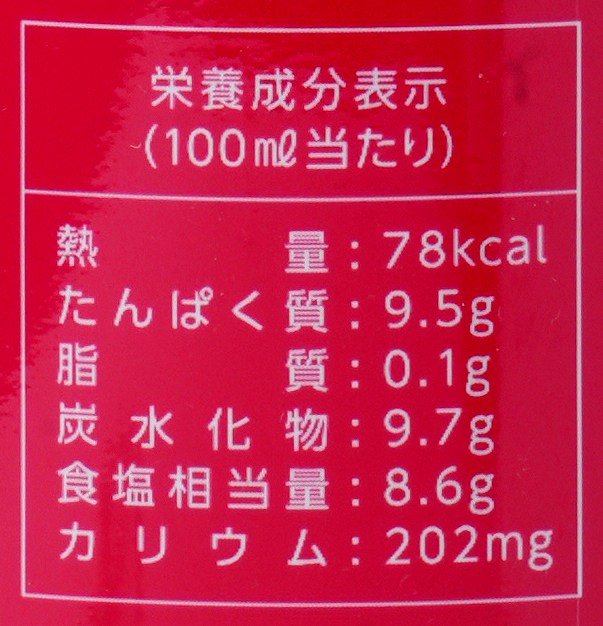 栄養成分表示
(100㎖当たり)
熱量:78kcal
たんぱく質:9.5g
脂質:0.1g
炭水化物:9.7g
食塩相当量:8.6g
カリウム:202mg